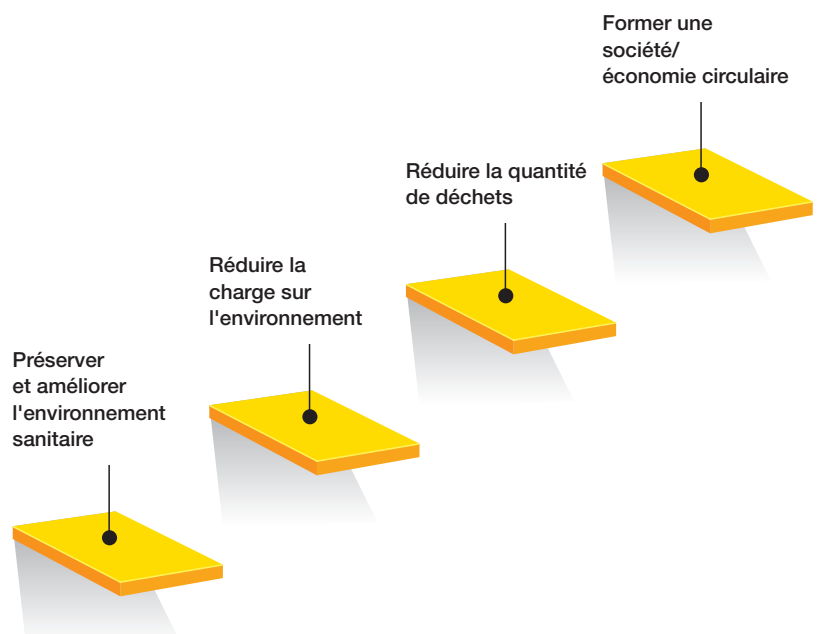 Former une
société/
économie circulaire
Réduire la quantité
de déchets
Réduire la
charge sur
l'environnement
Préserver
et améliorer
l'environnement
sanitaire